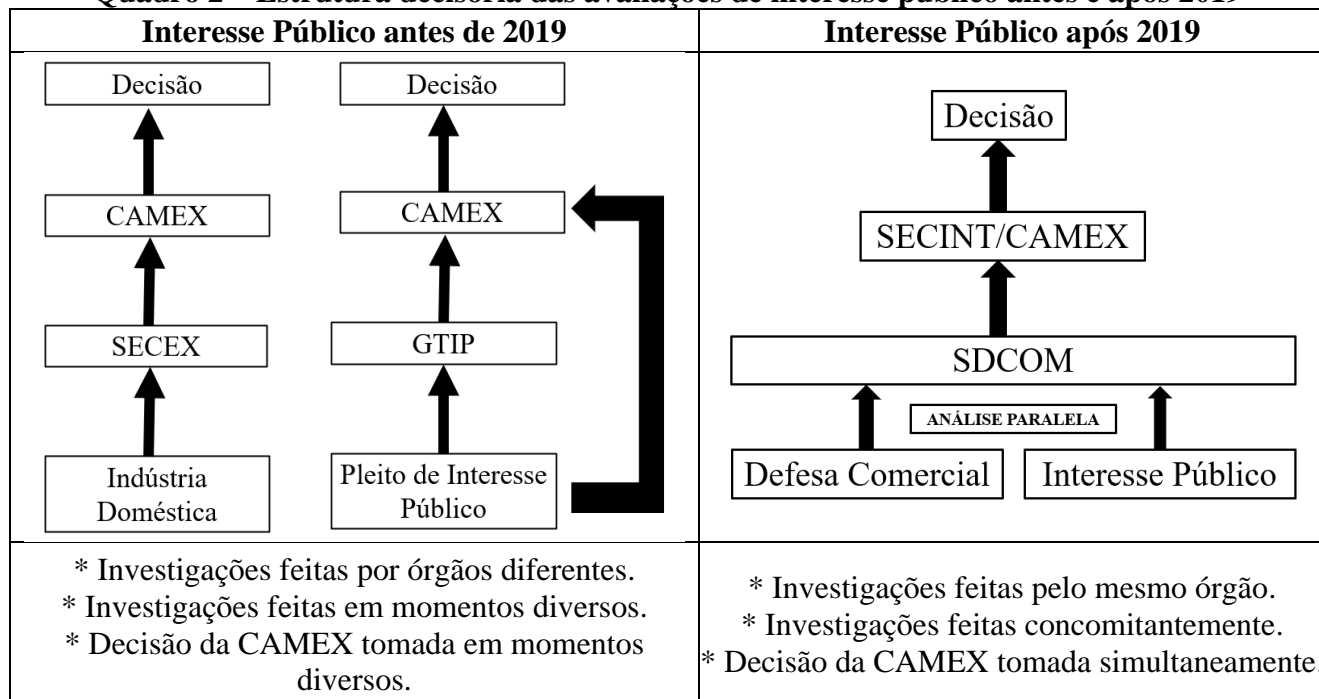 Quadro 2 – Estrutura decisória das avaliações de interesse público antes e após 2019
Interesse Público antes de 2019
Decisão
Decisão
CAMEX
CAMEX
SECEX
GTIP
Indústria
Doméstica
Pleito de Interesse
Público
* Investigações feitas por órgãos diferentes.
* Investigações feitas em momentos diversos.
* Decisão da CAMEX tomada em momentos
diversos.
Interesse Público após 2019
Decisão
SECINT/CAMEX
SDCOM
ANÁLISE PARALELA
Defesa Comercial
Interesse Público
* Investigações feitas pelo mesmo órgão.
* Investigações feitas concomitantemente.
* Decisão da CAMEX tomada simultaneamente.